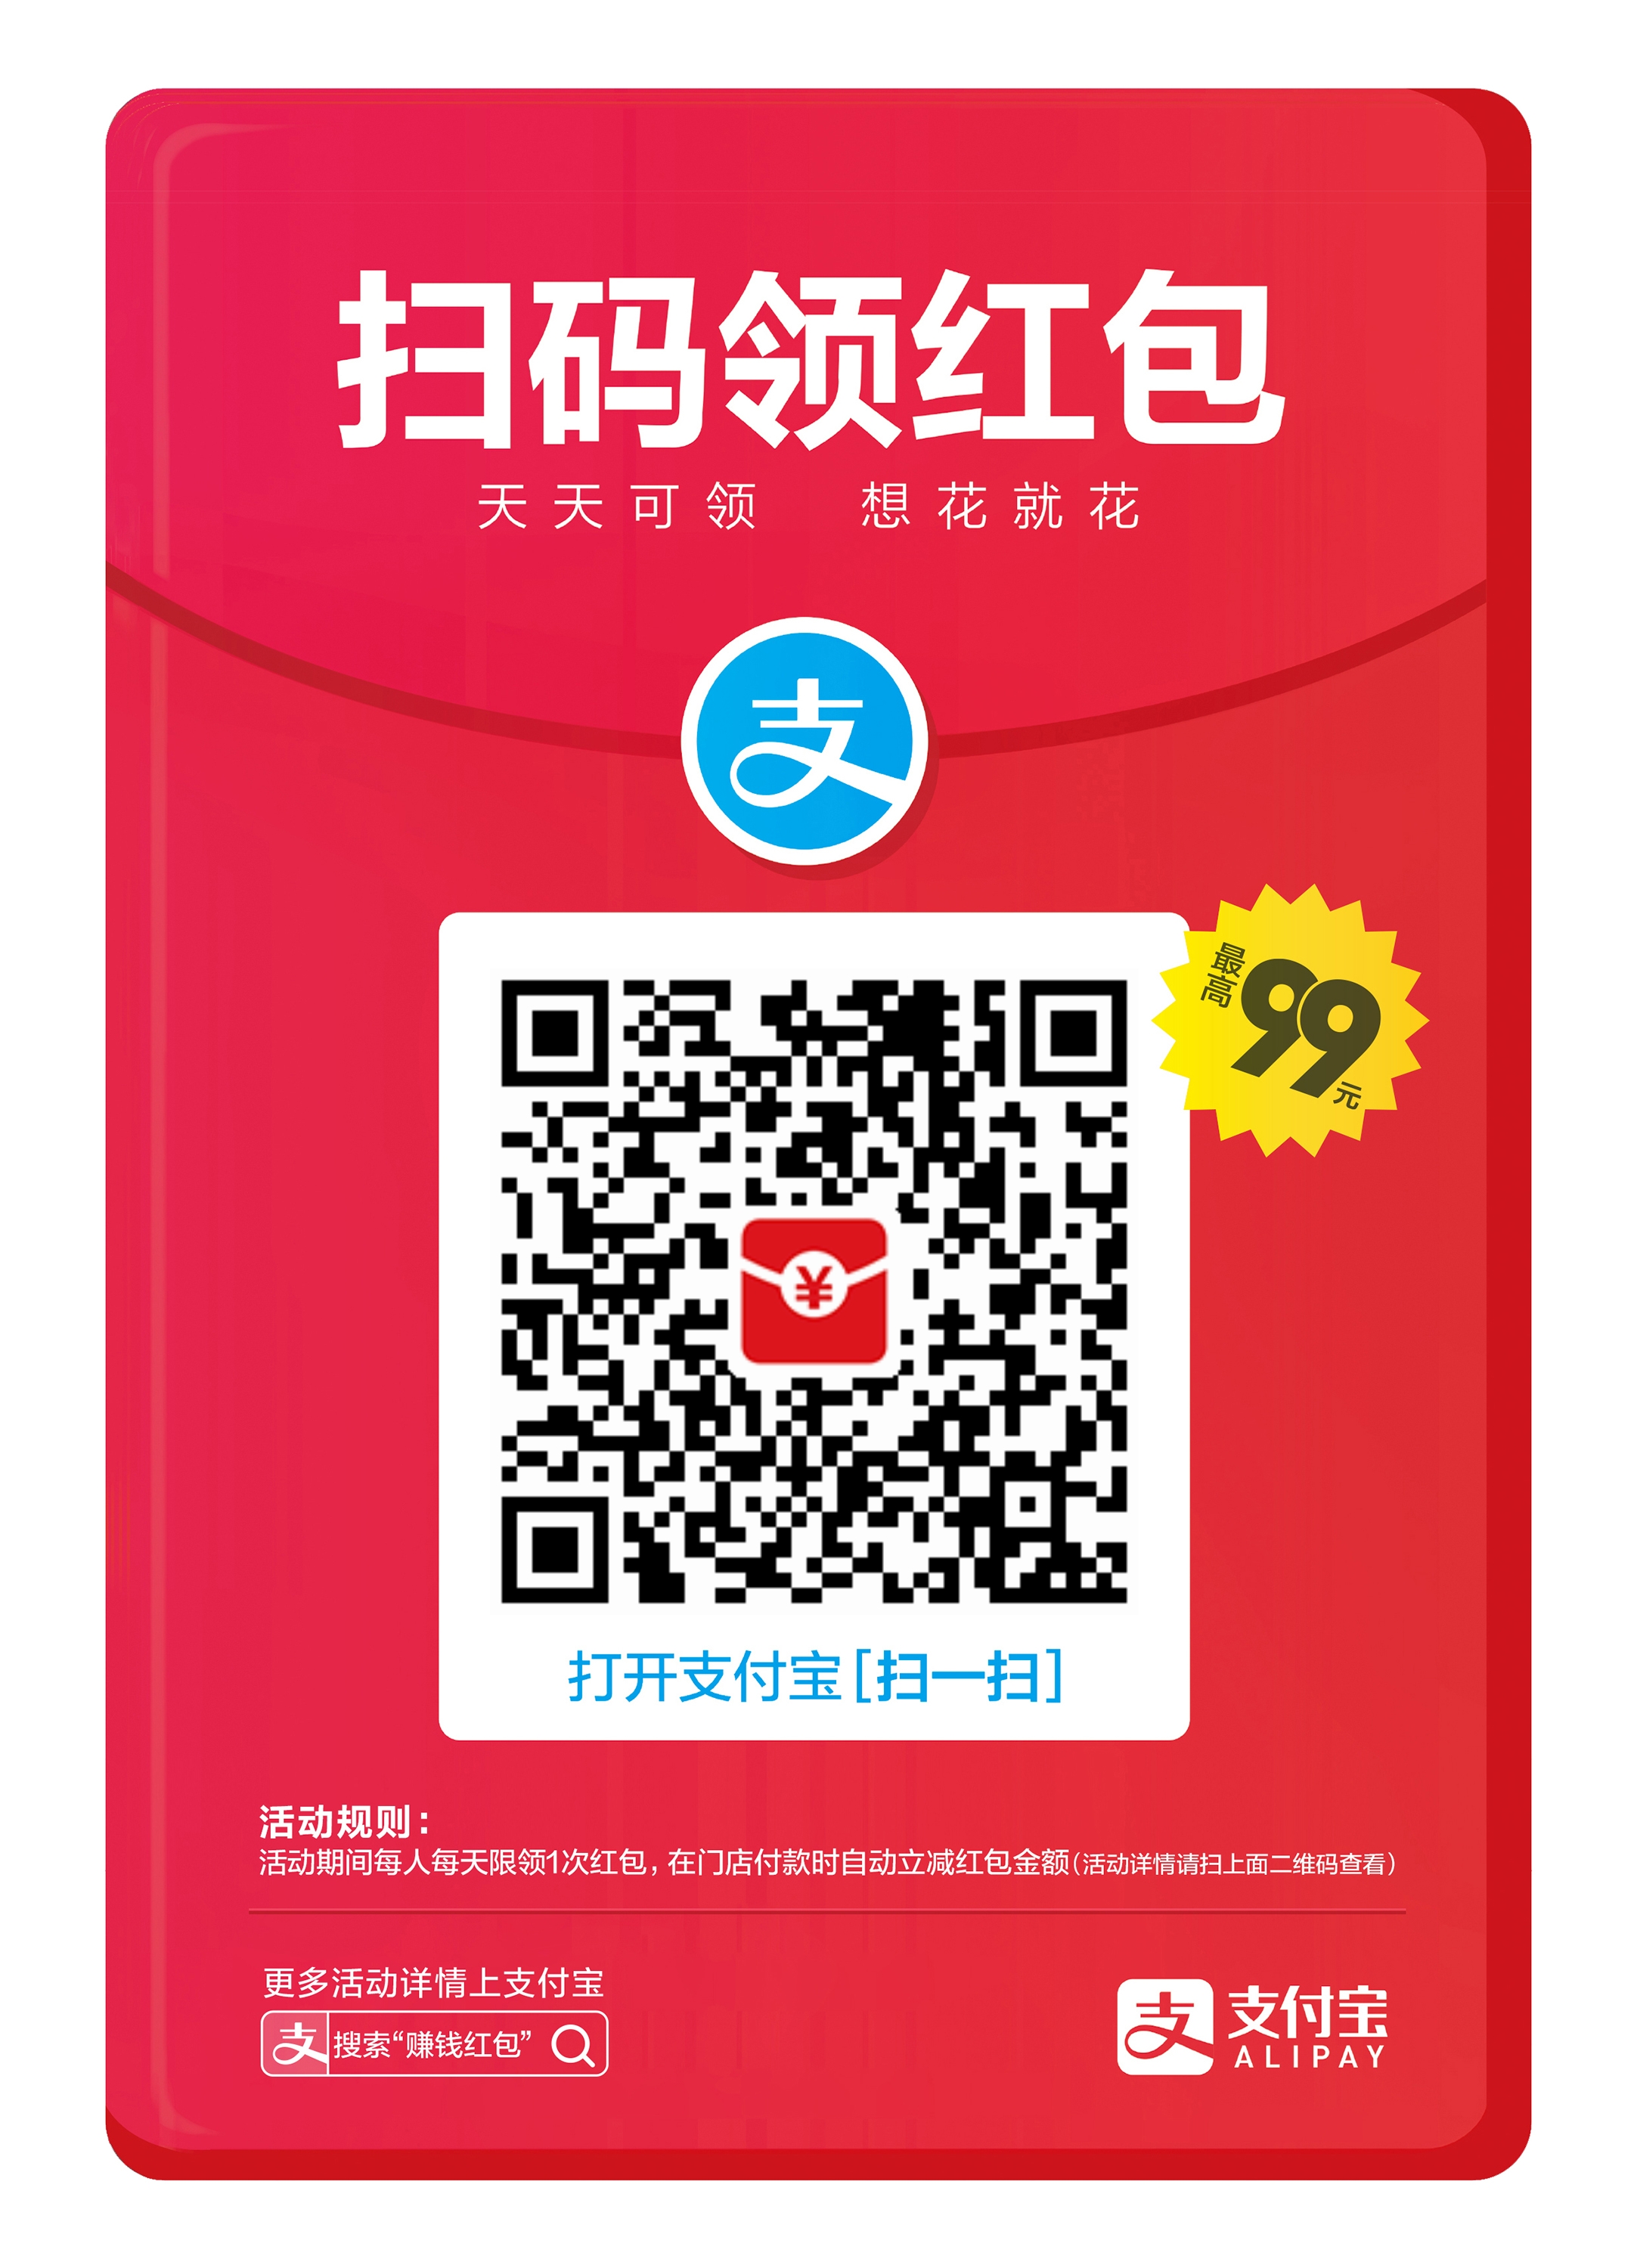 扫码领红包
天天可领 想花就花
支
最高
99
元
¥
打开支付宝[扫一扫]
活动规则：
活动期间每人每天限领1次红包，在门店付款时自动立减红包金额（活动详情请扫上面二维码查看）
更多活动详情上支付宝
支 搜索“赚钱红包”
支 支付宝
ALIPAY